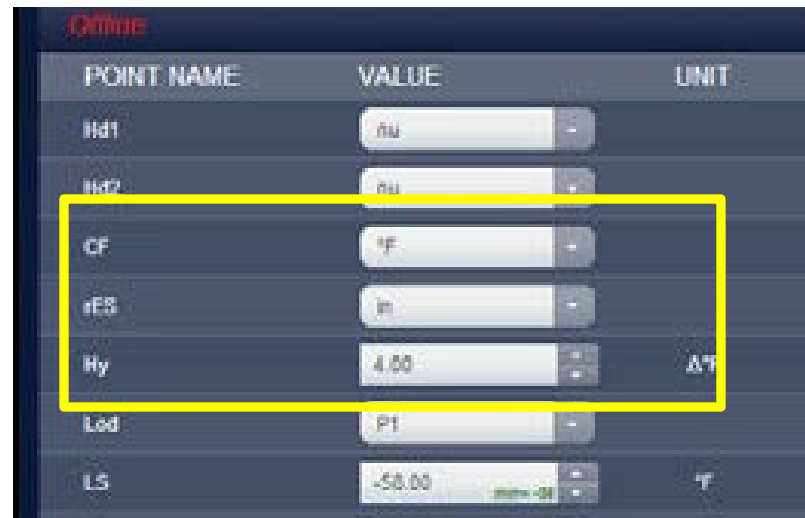 Offline
POINT NAME VALUE UNIT
Hd1 nu
Hd2 nu
CF °F
rES in
Hy 4.00 Δ°F
Lod P1
LS -50.00 °F